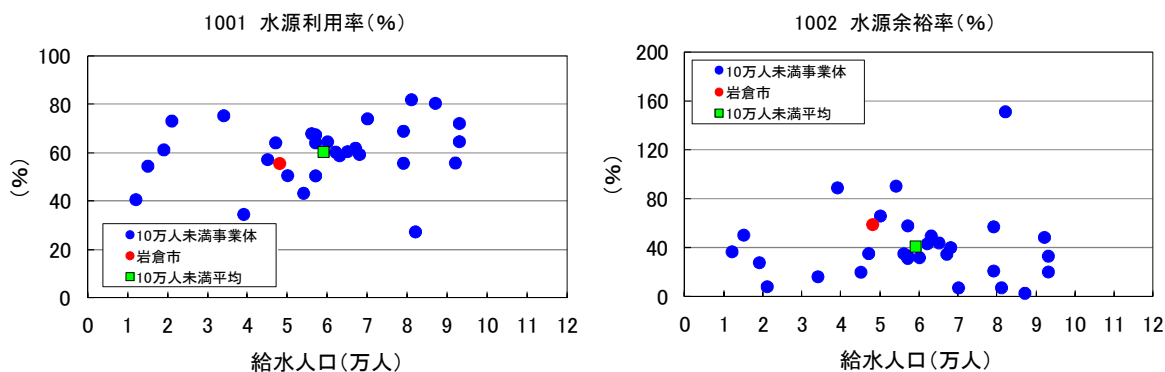 1001 水源利用率(%)
100
80
60
40
20
0
(%)
10万人未満事業体
岩倉市
10万人未満平均
0 1 2 3 4 5 6 7 8 9 10 11 12
給水人口(万人)
1002 水源余裕率(%)
200
160
120
80
40
0
(%)
10万人未満事業体
岩倉市
10万人未満平均
0 1 2 3 4 5 6 7 8 9 10 11 12
給水人口(万人)